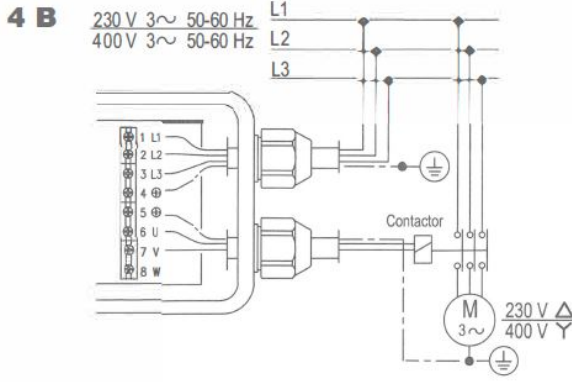 4 B
230 V 3~ 50-60 Hz
400 V 3~ 50-60 Hz
L1
L2
L3
1 L1
2 L2
3 L3
4 ⏚
5 ⏚
6 U
7 V
8 W
Contactor
M
3~
230 V △
400 V Y